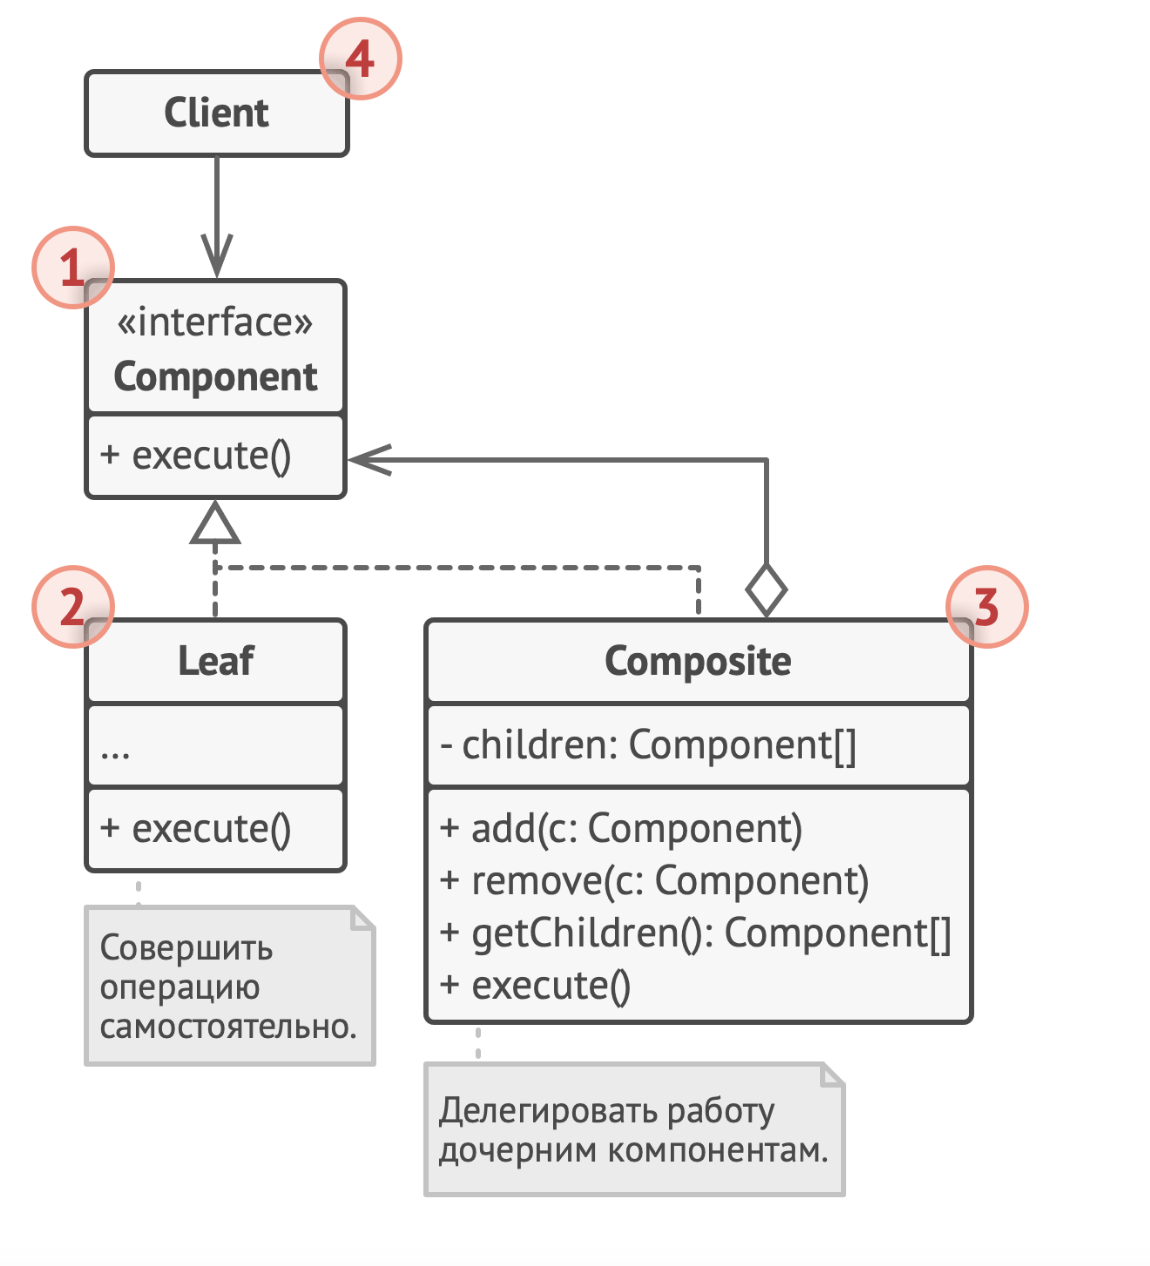 4
Client
1
«interface»
Component
+ execute()
2
Leaf
...
+ execute()
Совершить
операцию
самостоятельно.
3
Composite
- children: Component[]
+ add(c: Component)
+ remove(c: Component)
+ getChildren(): Component[]
+ execute()
Делегировать работу
дочерним компонентам.